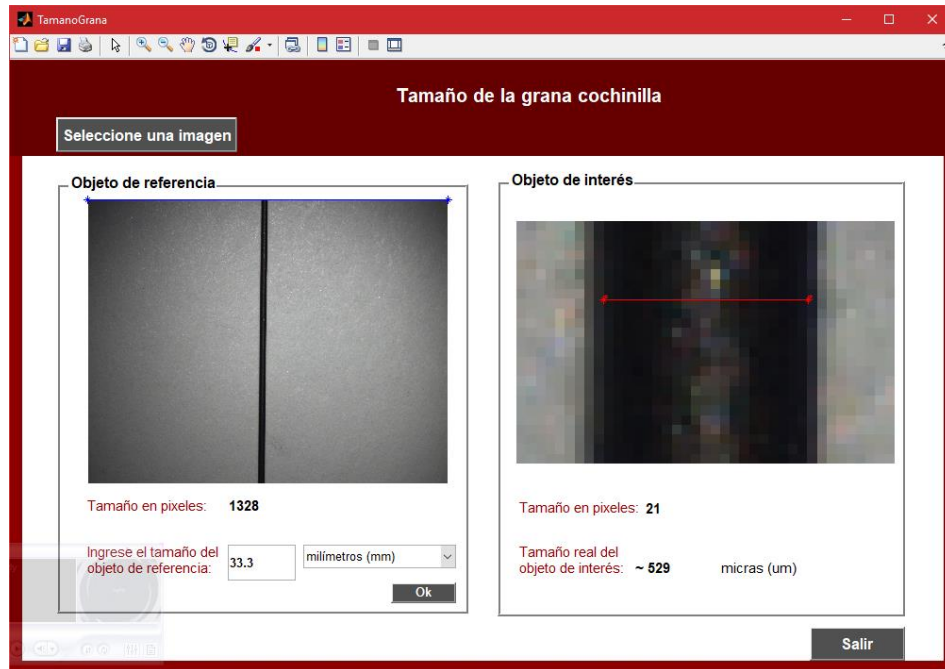 TamanoGrana
Tamaño de la grana cochinilla
Seleccione una imagen
Objeto de referencia
Tamaño en pixeles: 1328
Ingrese el tamaño del
objeto de referencia: 33.3 milímetros (mm)
Ok
Objeto de interés
Tamaño en pixeles: 21
Tamaño real del
objeto de interés: ~ 529 micras (um)
Salir